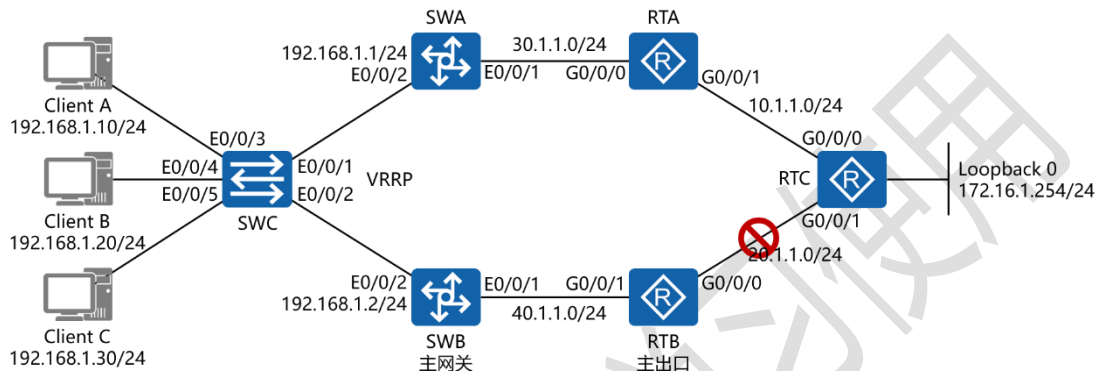 SWA
RTA
192.168.1.1/24
30.1.1.0/24
E0/0/2
E0/0/1
G0/0/0
G0/0/1
Client A
192.168.1.10/24
10.1.1.0/24
E0/0/3
G0/0/0
E0/0/4
E0/0/1
VRRP
RTC
Loopback 0
172.16.1.254/24
E0/0/5
E0/0/2
Client B
192.168.1.20/24
SWC
G0/0/1
20.1.1.0/24
E0/0/2
E0/0/1
G0/0/1
G0/0/0
192.168.1.2/24
40.1.1.0/24
Client C
192.168.1.30/24
SWB
主网关
RTB
主出口